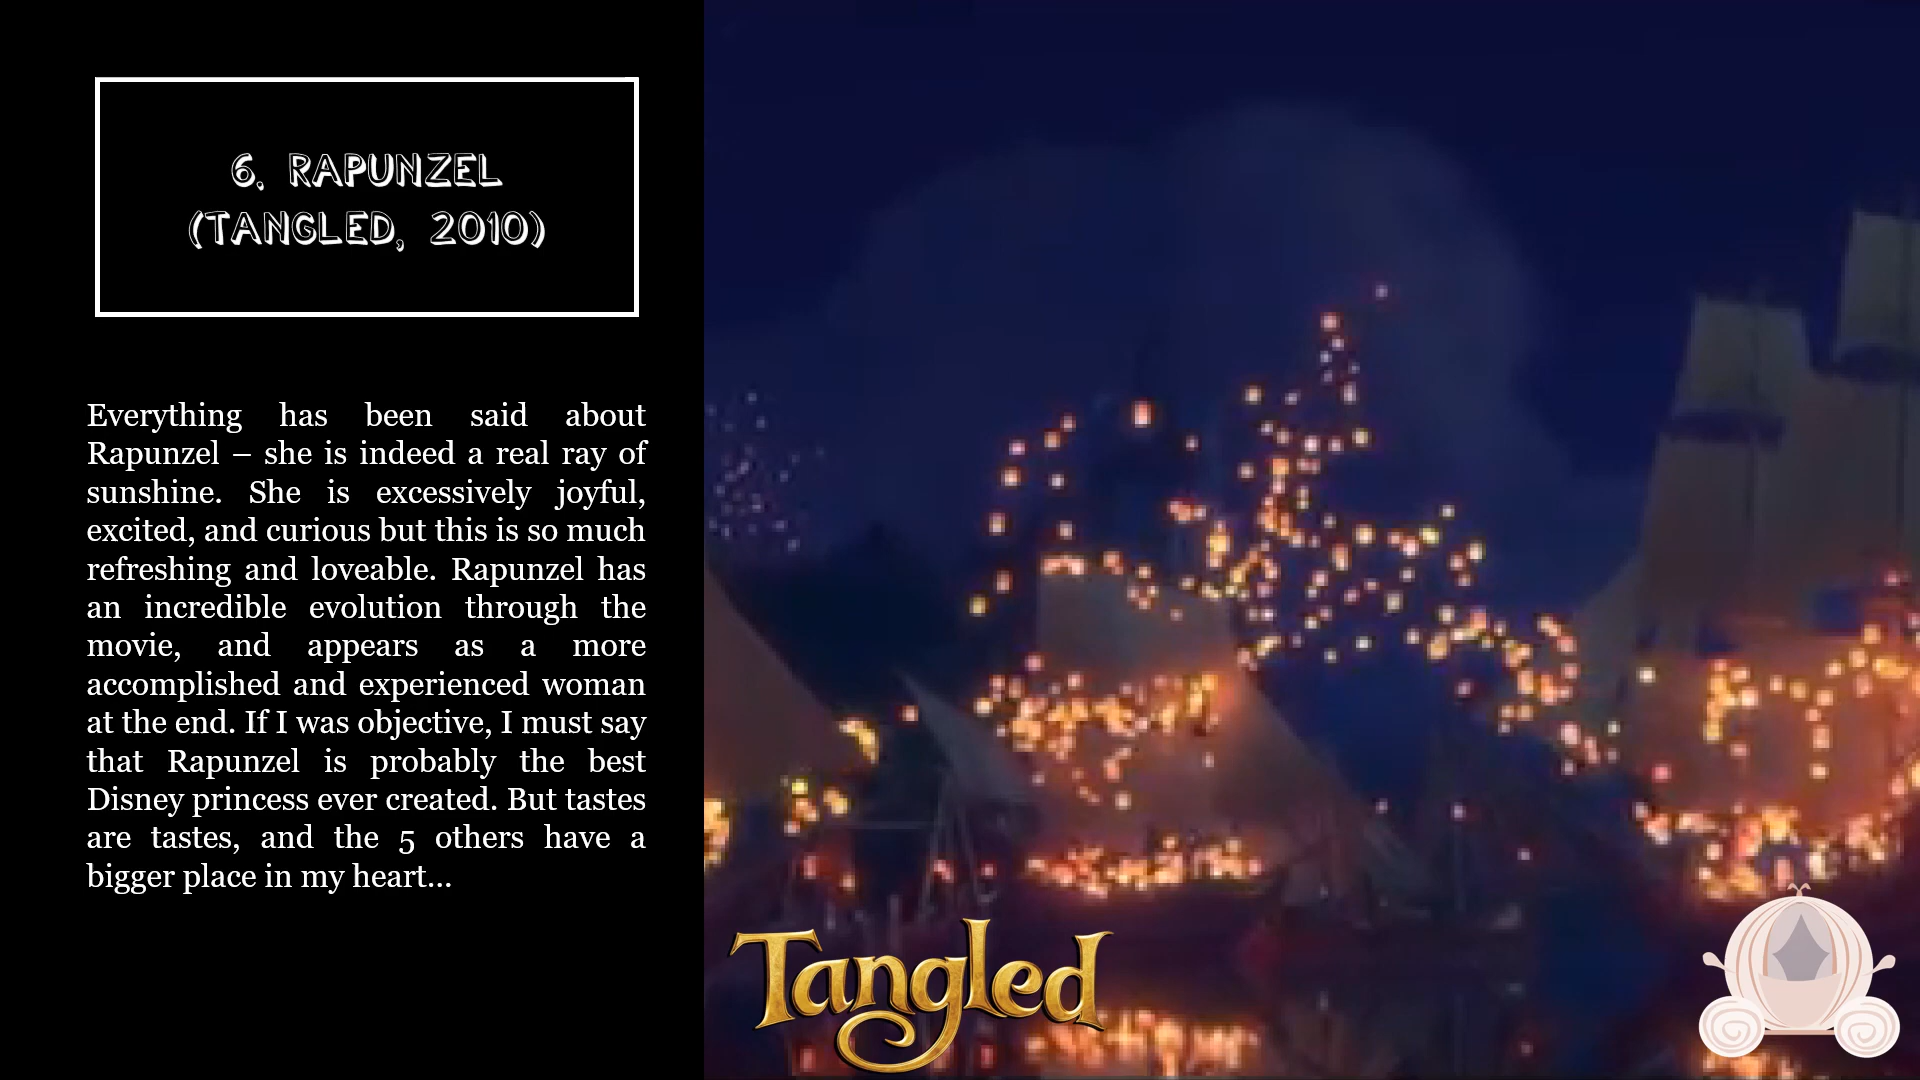 6. RAPUNZEL
(TANGLED, 2010)
Everything has been said about
Rapunzel – she is indeed a real ray of
sunshine. She is excessively joyful,
excited, and curious but this is so much
refreshing and loveable. Rapunzel has
an incredible evolution through the
movie, and appears as a more
accomplished and experienced woman
at the end. If I was objective, I must say
that Rapunzel is probably the best
Disney princess ever created. But tastes
are tastes, and the 5 others have a
bigger place in my heart...
Tangled